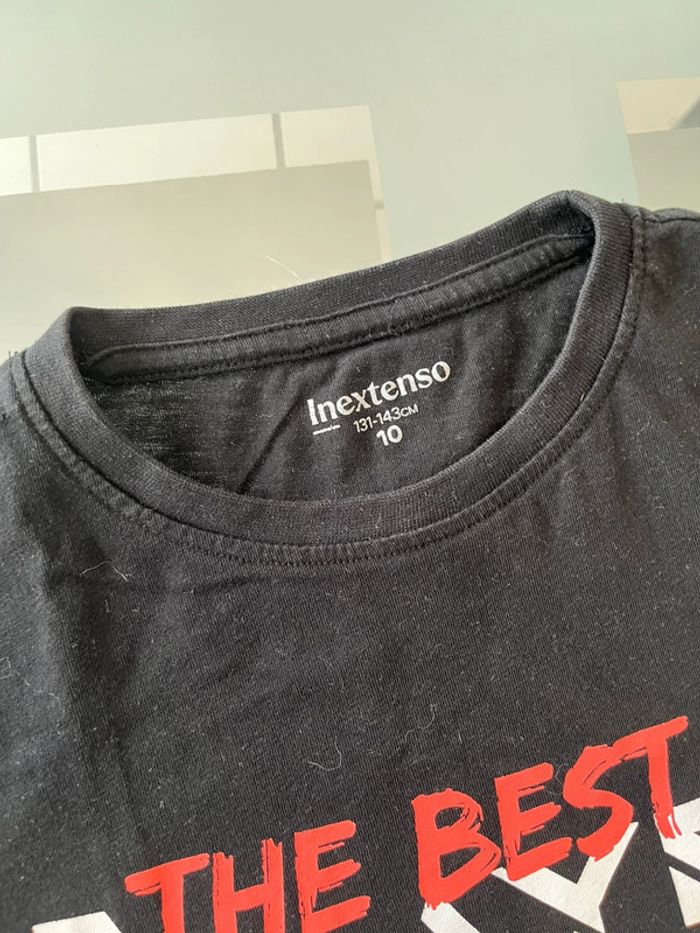 Inextenso
131-143CM
10
THE BEST